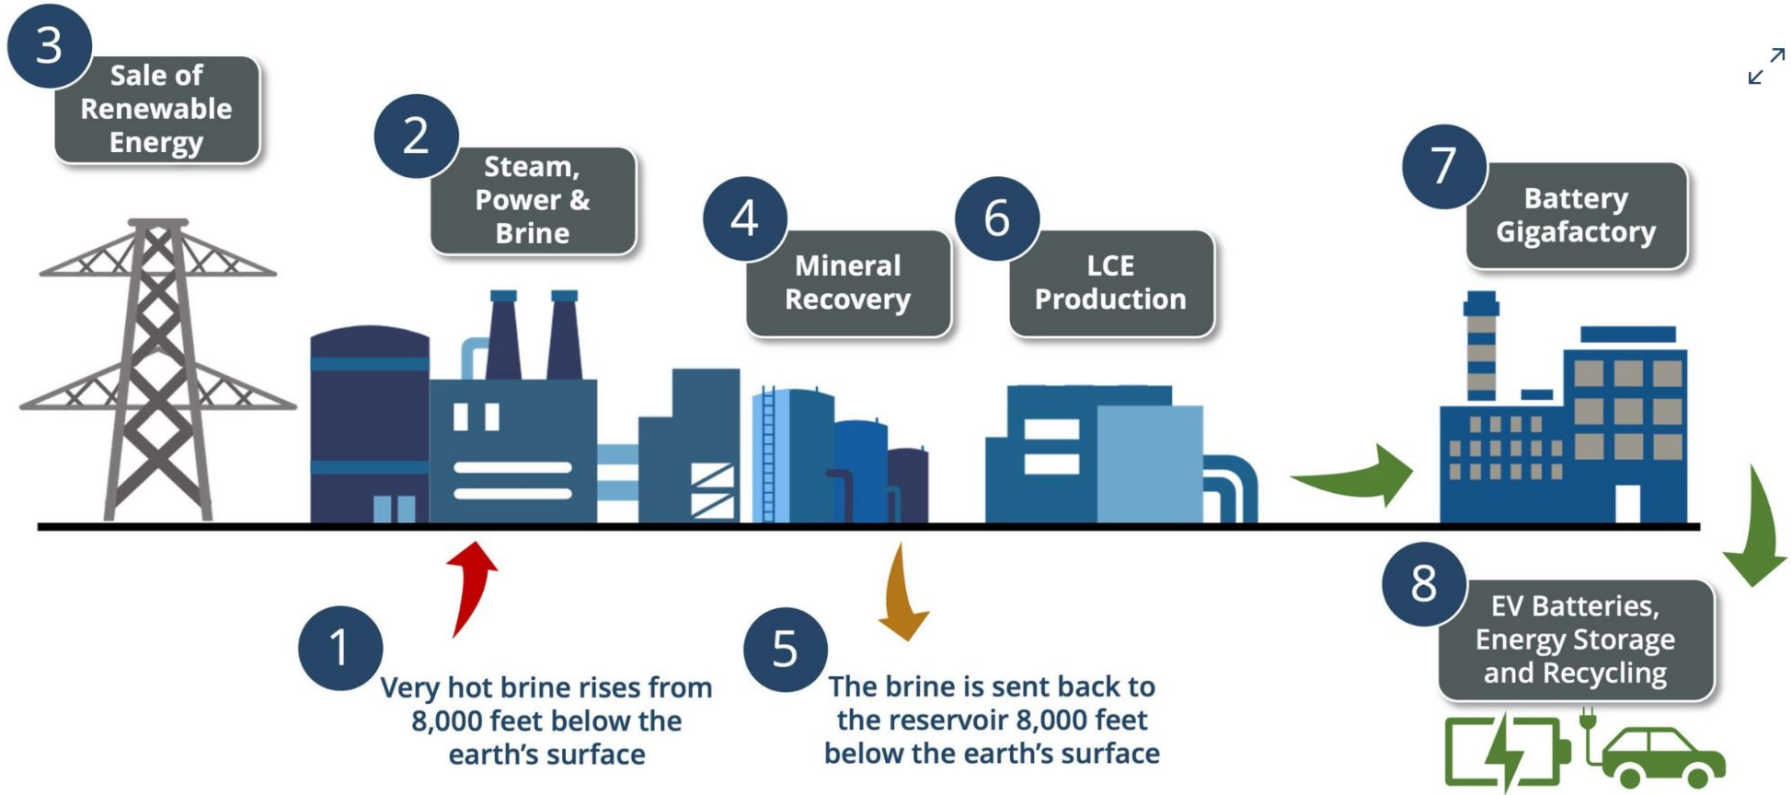 3
Sale of
Renewable
Energy
2
Steam,
Power &
Brine
4
Mineral
Recovery
6
LCE
Production
7
Battery
Gigafactory
1
Very hot brine rises from
8,000 feet below the
earth’s surface
5
The brine is sent back to
the reservoir 8,000 feet
below the earth’s surface
8
EV Batteries,
Energy Storage
and Recycling